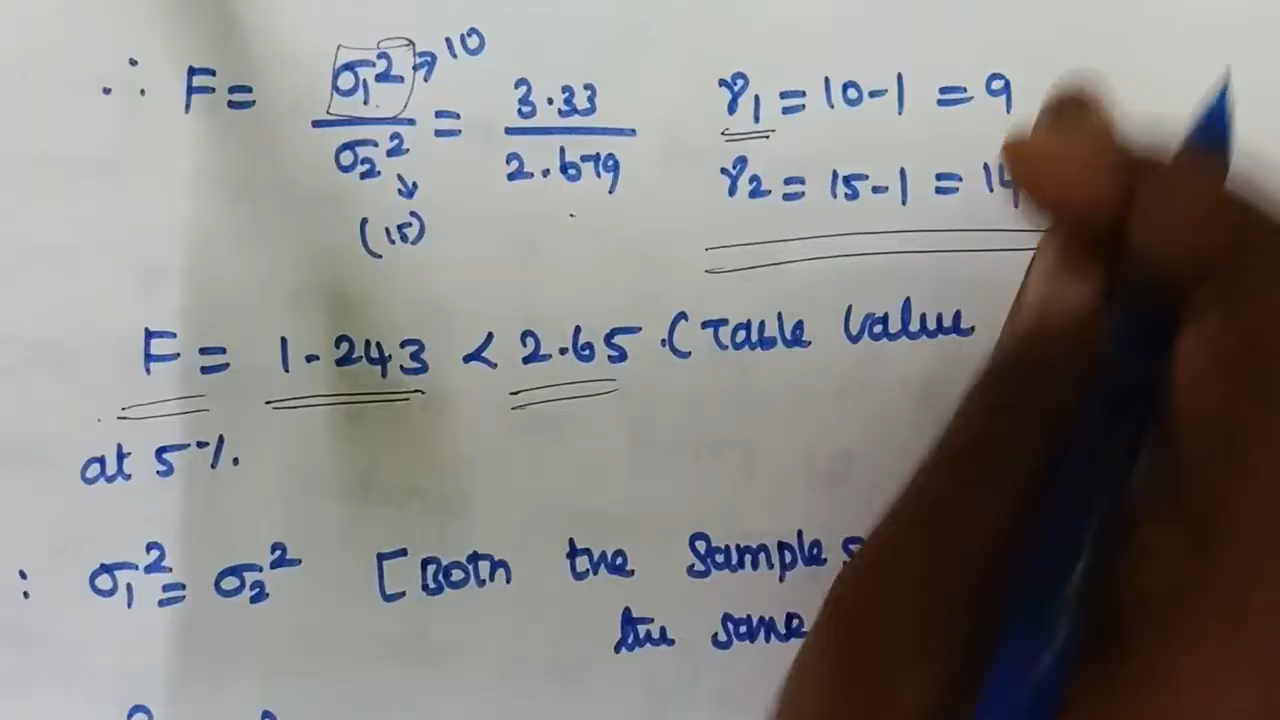 ∴ F = σ₁² → 10 / σ₂² ↘ (15) = 3.33 / 2.679
γ₁ = 10-1 = 9
γ₂ = 15-1 = 14
F = 1.243 < 2.65 . (Table value
at 5%.
: σ₁² = σ₂² [Both the Samples
the same